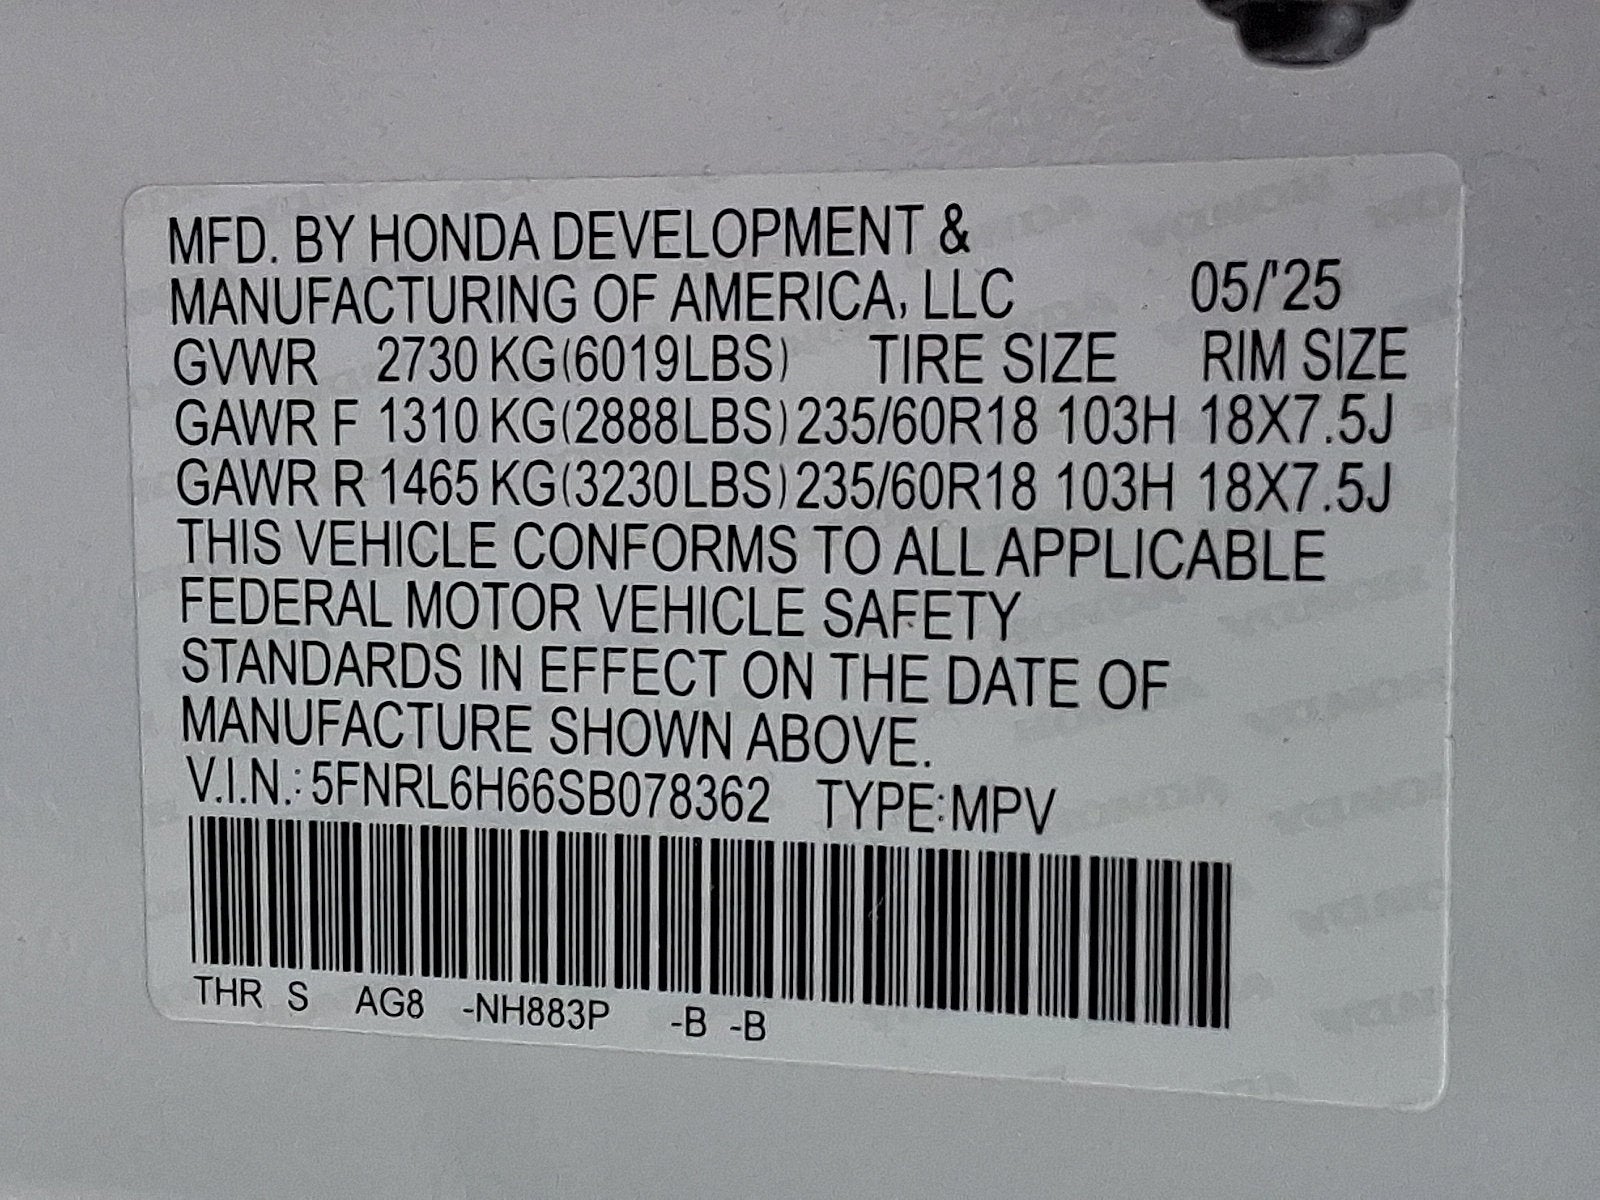 MFD. BY HONDA DEVELOPMENT &
MANUFACTURING OF AMERICA, LLC 05/'25
GVWR 2730 KG(6019LBS) TIRE SIZE RIM SIZE
GAWR F 1310 KG(2888LBS) 235/60R18 103H 18X7.5J
GAWR R 1465 KG(3230LBS) 235/60R18 103H 18X7.5J
THIS VEHICLE CONFORMS TO ALL APPLICABLE
FEDERAL MOTOR VEHICLE SAFETY
STANDARDS IN EFFECT ON THE DATE OF
MANUFACTURE SHOWN ABOVE.
V.I.N.: 5FNRL6H66SB078362 TYPE:MPV
THR S AG8 -NH883P -B -B